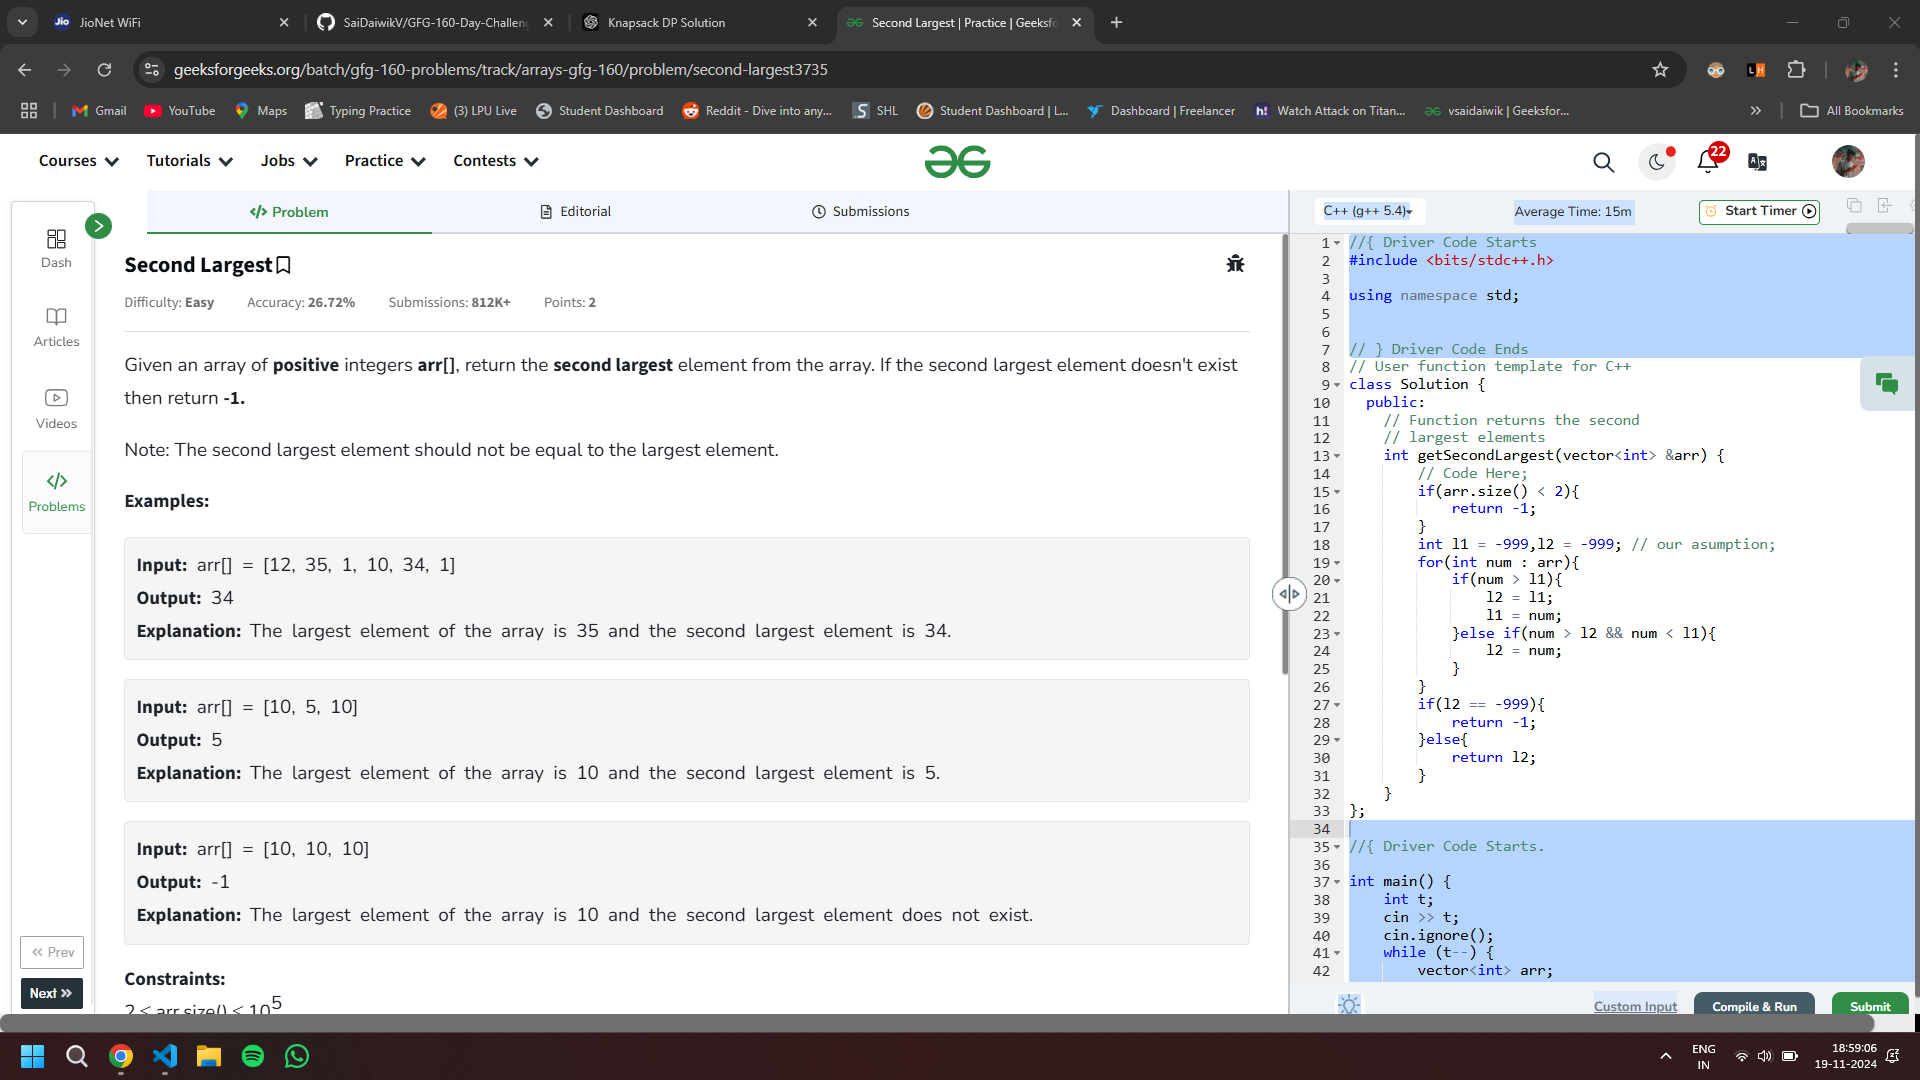 JioNet WiFi
SaiDaiwikV/GFG-160-Day-Challeng
Knapsack DP Solution
Second Largest | Practice | Geeksfo
geeksforgeeks.org/batch/gfg-160-problems/track/arrays-gfg-160/problem/second-largest3735
Gmail
YouTube
Maps
Typing Practice
(3) LPU Live
Student Dashboard
Reddit - Dive into any...
SHL
Student Dashboard | L...
Dashboard | Freelancer
Watch Attack on Titan...
vsaidaiwik | Geeksfor...
All Bookmarks
Courses
Tutorials
Jobs
Practice
Contests
22
Dash
Articles
Videos
Problems
« Prev
Next »
</> Problem
Editorial
Submissions
Second Largest
Difficulty: Easy Accuracy: 26.72% Submissions: 812K+ Points: 2
Given an array of positive integers arr[], return the second largest element from the array. If the second largest element doesn't exist
then return -1.
Note: The second largest element should not be equal to the largest element.
Examples:
Input: arr[] = [12, 35, 1, 10, 34, 1]
Output: 34
Explanation: The largest element of the array is 35 and the second largest element is 34.
Input: arr[] = [10, 5, 10]
Output: 5
Explanation: The largest element of the array is 10 and the second largest element is 5.
Input: arr[] = [10, 10, 10]
Output: -1
Explanation: The largest element of the array is 10 and the second largest element does not exist.
Constraints:
2 ≤ arr.size() ≤ 10^5
C++ (g++ 5.4)
Average Time: 15m
Start Timer
1 //{ Driver Code Starts
2 #include <bits/stdc++.h>
3
4 using namespace std;
5
6
7 // } Driver Code Ends
8 // User function template for C++
9 class Solution {
10 public:
11 // Function returns the second
12 // largest elements
13 int getSecondLargest(vector<int> &arr) {
14 // Code Here;
15 if(arr.size() < 2){
16 return -1;
17 }
18 int l1 = -999,l2 = -999; // our asumption;
19 for(int num : arr){
20 if(num > l1){
21 l2 = l1;
22 l1 = num;
23 }else if(num > l2 && num < l1){
24 l2 = num;
25 }
26 }
27 if(l2 == -999){
28 return -1;
29 }else{
30 return l2;
31 }
32 }
33 };
34
35 //{ Driver Code Starts.
36
37 int main() {
38 int t;
39 cin >> t;
40 cin.ignore();
41 while (t--) {
42 vector<int> arr;
Custom Input
Compile & Run
Submit
ENG
IN
18:59:06
19-11-2024